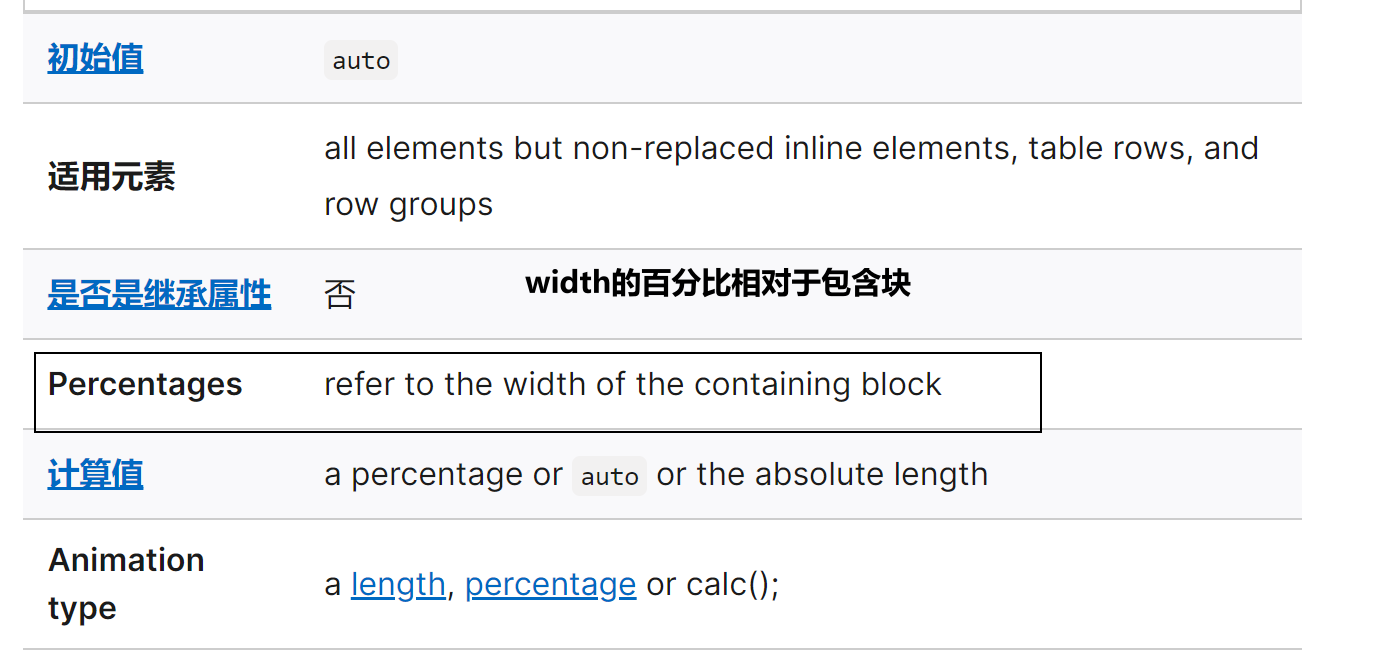 初始值
auto
适用元素
all elements but non-replaced inline elements, table rows, and
row groups
是否是继承属性
否
width的百分比相对于包含块
Percentages
refer to the width of the containing block
计算值
a percentage or auto or the absolute length
Animation
type
a length, percentage or calc();